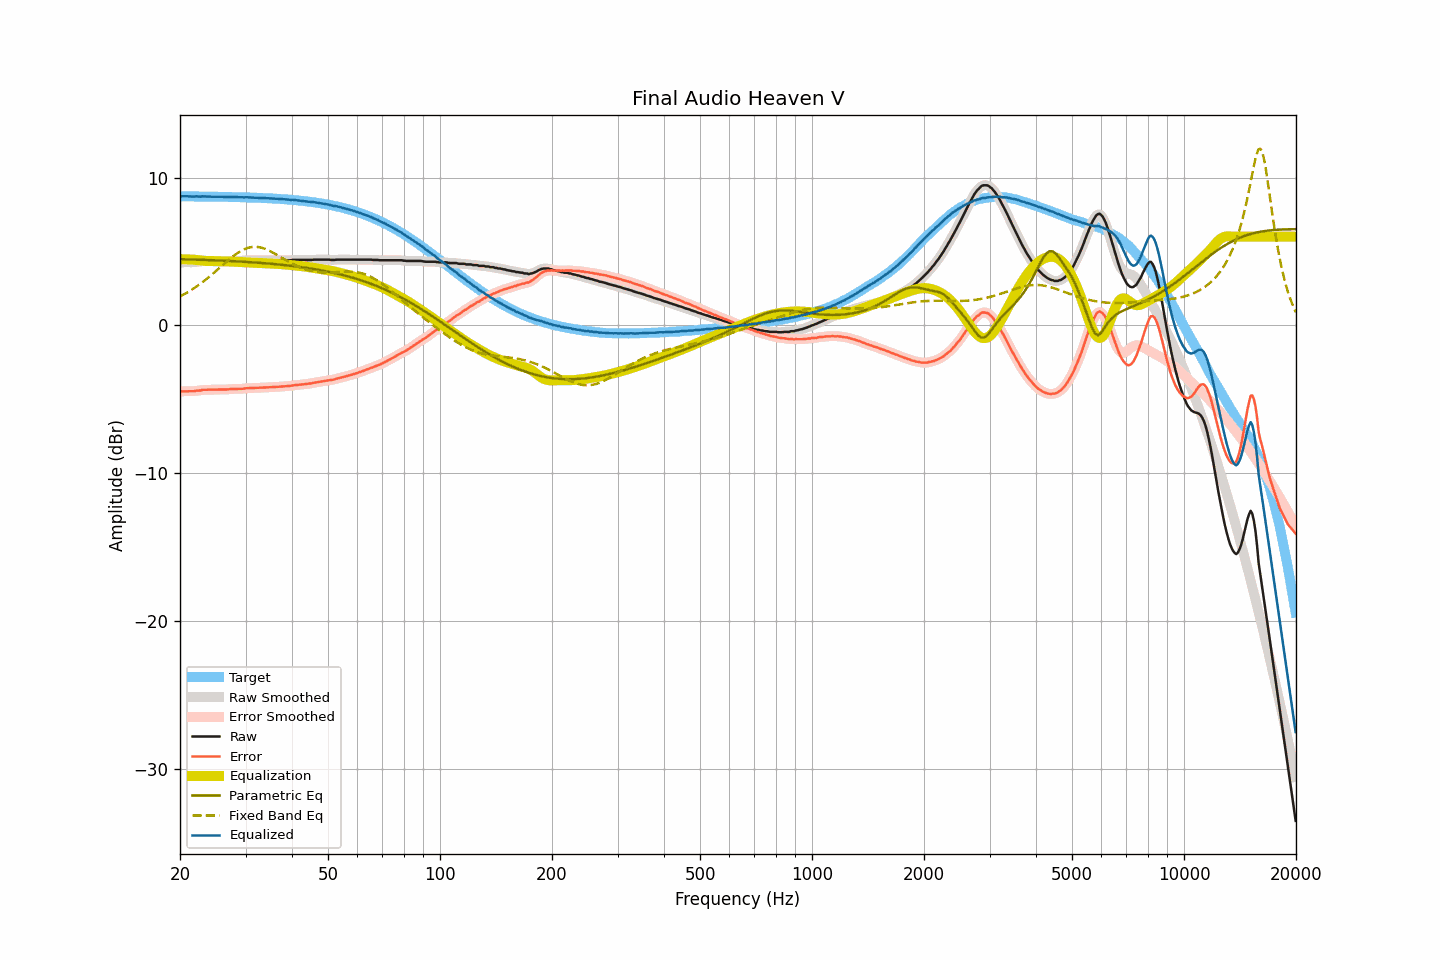 Final Audio Heaven V
10
0
−10
−20
−30
Amplitude (dBr)
Target
Raw Smoothed
Error Smoothed
Raw
Error
Equalization
Parametric Eq
Fixed Band Eq
Equalized
20 50 100 200 500 1000 2000 5000 10000 20000
Frequency (Hz)